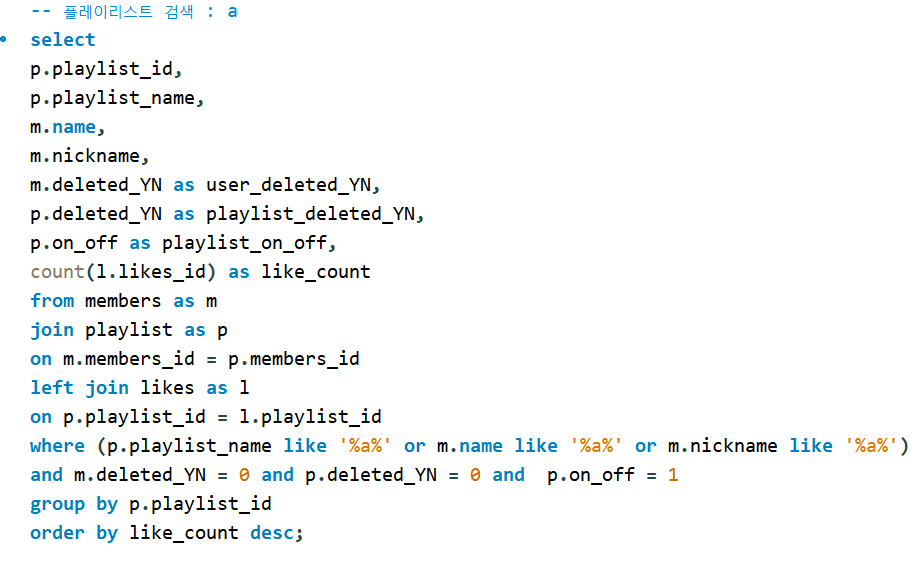 -- 플레이리스트 검색 : a
select
p.playlist_id,
p.playlist_name,
m.name,
m.nickname,
m.deleted_YN as user_deleted_YN,
p.deleted_YN as playlist_deleted_YN,
p.on_off as playlist_on_off,
count(l.likes_id) as like_count
from members as m
join playlist as p
on m.members_id = p.members_id
left join likes as l
on p.playlist_id = l.playlist_id
where (p.playlist_name like '%a%' or m.name like '%a%' or m.nickname like '%a%')
and m.deleted_YN = 0 and p.deleted_YN = 0 and  p.on_off = 1
group by p.playlist_id
order by like_count desc;